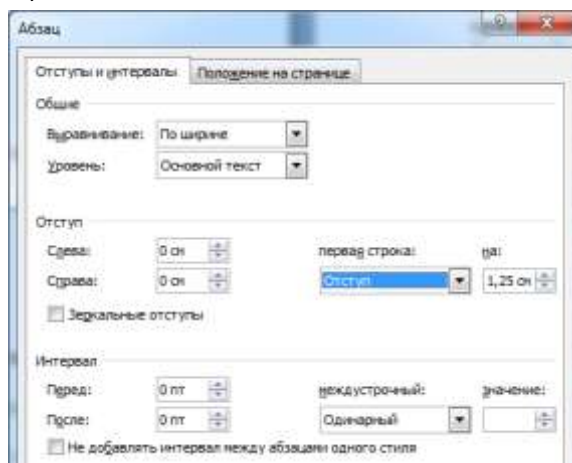 Абзац
Отступы и интервалы Положение на странице
Общие
Выравнивание: По ширине
Уровень: Основной текст
Отступ
Слева: 0 см первая строка: на:
Справа: 0 см Отступ 1,25 см
Зеркальные отступы
Интервал
Перед: 0 пт междустрочный: значение:
После: 0 пт Одинарный
Не добавлять интервал между абзацами одного стиля